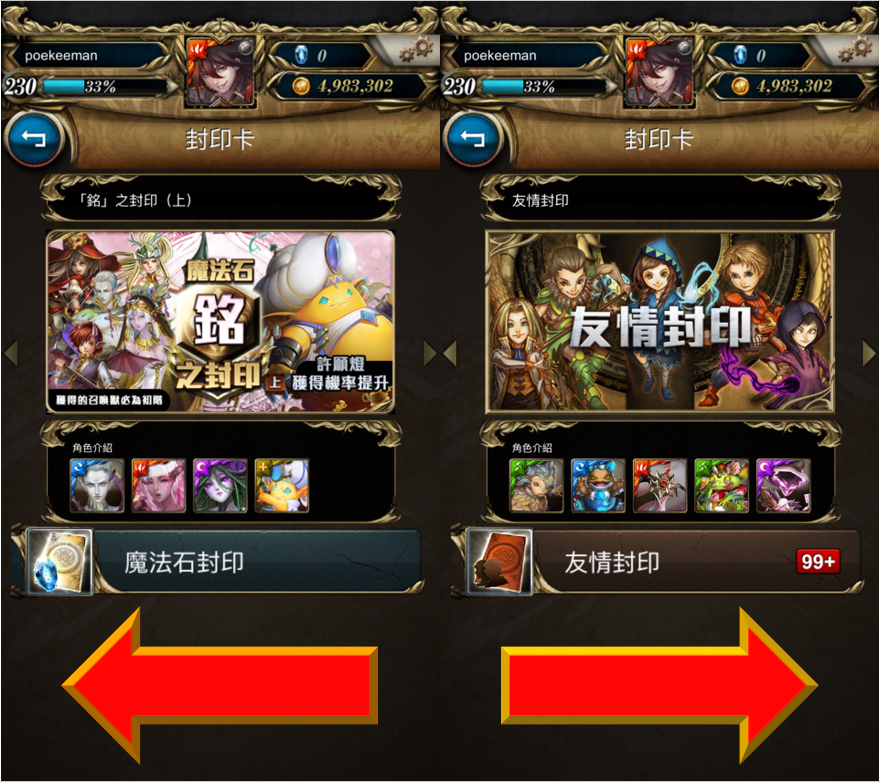 poekeeman
0
230
33%
4,983,302
封印卡
「銘」之封印（上）
魔法石
銘
之封印 上
許願燈
獲得機率提升
獲得的召喚獸必為初階
角色介紹
魔法石封印
poekeeman
0
230
33%
4,983,302
封印卡
友情封印
友情封印
角色介紹
友情封印
99+